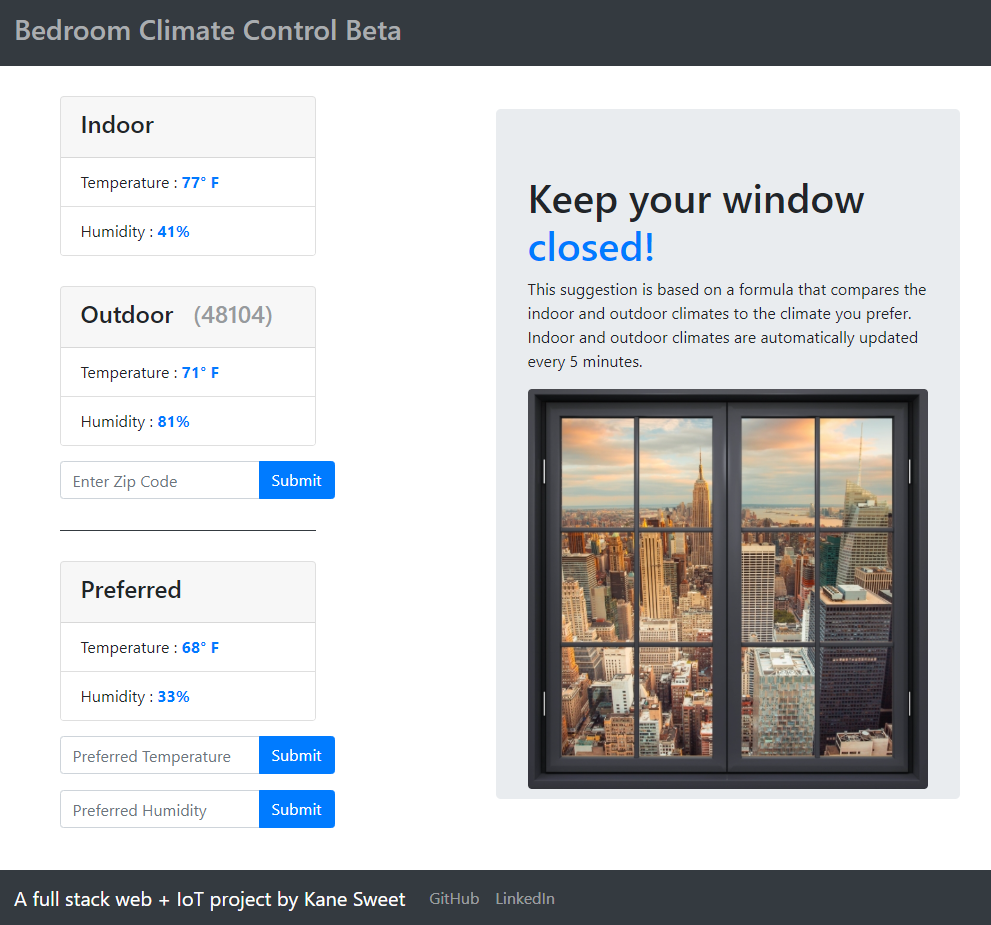 Bedroom Climate Control Beta
Indoor
Temperature : 77° F
Humidity : 41%
Outdoor (48104)
Temperature : 71° F
Humidity : 81%
Enter Zip Code Submit
Preferred
Temperature : 68° F
Humidity : 33%
Preferred Temperature Submit
Preferred Humidity Submit
Keep your window
closed!
This suggestion is based on a formula that compares the
indoor and outdoor climates to the climate you prefer.
Indoor and outdoor climates are automatically updated
every 5 minutes.
A full stack web + IoT project by Kane Sweet GitHub LinkedIn